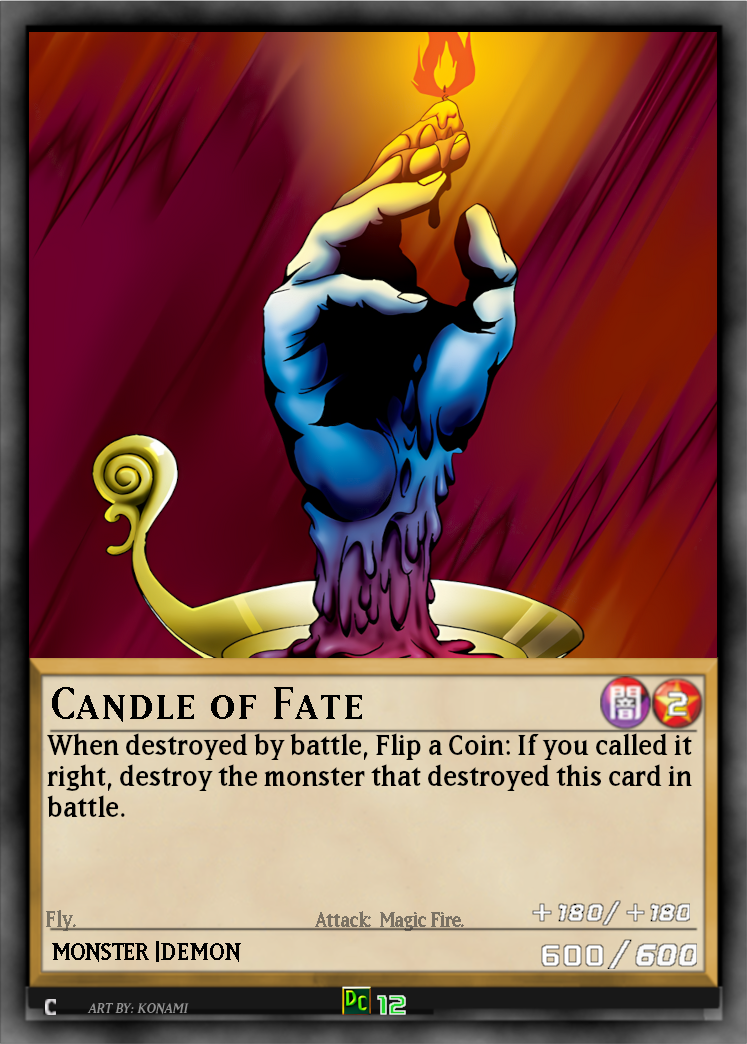 Candle of Fate 闇 2
When destroyed by battle, Flip a Coin: If you called it
right, destroy the monster that destroyed this card in
battle.
Fly. Attack: Magic Fire. +180/+180
MONSTER |DEMON 600/600
C ART BY: KONAMI DC 12